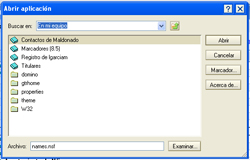 Abrir aplicación
Buscar en: En mi equipo
Contactos de Maldonado
Abrir
Marcadores (8.5)
Cancelar
Registro de lgarciam
Titulares
Marcador...
domino
Acerca de...
gtrhome
properties
theme
W32
Archivo: names.nsf
Examinar...